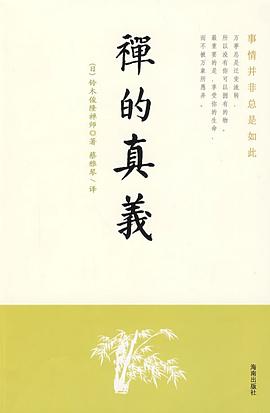 事情并非总是如此
万事总是迁变流转，
所以没有你可以拥有的物。
最重要的是，享受你的生命，
而不被万象所愚弄。
禪的真義
(日)铃木俊隆禅师◎著 蔡雅琴/译
海南出版社